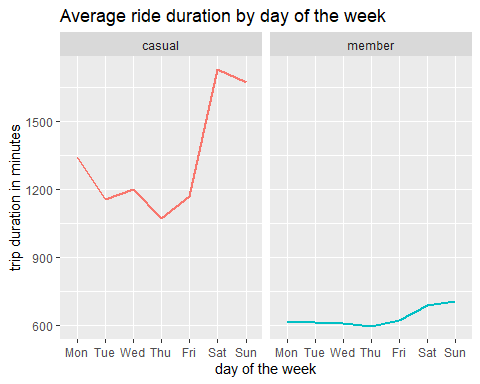 Average ride duration by day of the week
casual member
trip duration in minutes
1500
1200
900
600
Mon Tue Wed Thu Fri Sat Sun Mon Tue Wed Thu Fri Sat Sun
day of the week